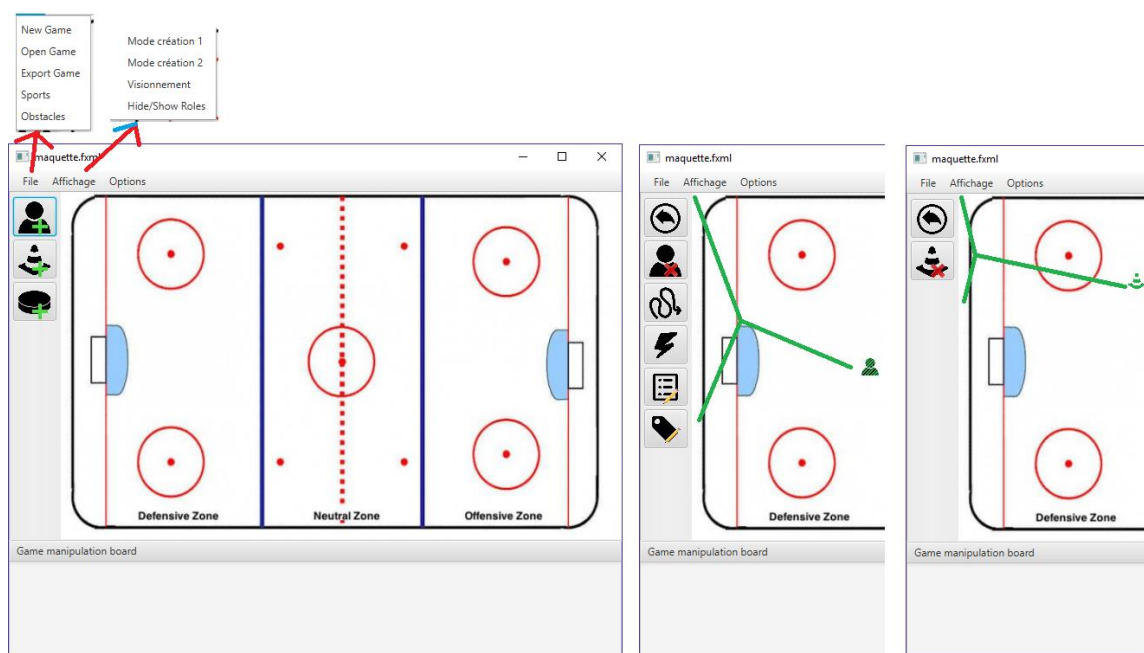 New Game
Open Game
Export Game
Sports
Obstacles
Mode création 1
Mode création 2
Visionnement
Hide/Show Roles
maquette.fxml
File Affichage Options
Defensive Zone Neutral Zone Offensive Zone
Game manipulation board
maquette.fxml
File Affichage Options
Defensive Zone
Game manipulation board
maquette.fxml
File Affichage Options
Defensive Zone
Game manipulation board